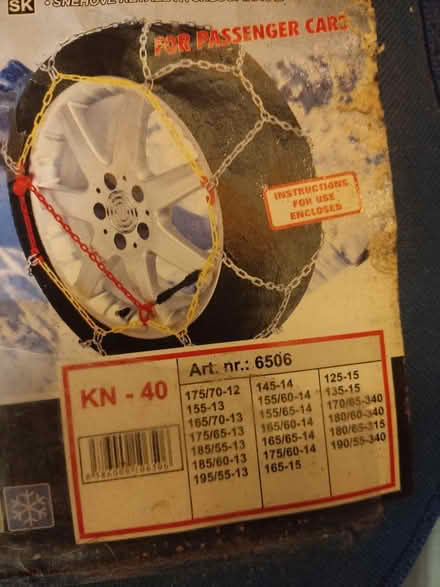 SK
FOR PASSENGER CARS
INSTRUCTIONS
FOR USE
ENCLOSED
KN - 40
Art. nr.: 6506
175/70-12
155-13
165/70-13
175/65-13
185/55-13
185/60-13
195/55-13
145-14
155/60-14
155/65-14
165/60-14
165/65-14
175/60-14
165-15
125-15
135-15
170/65-340
180/60-340
180/65-315
190/55-340